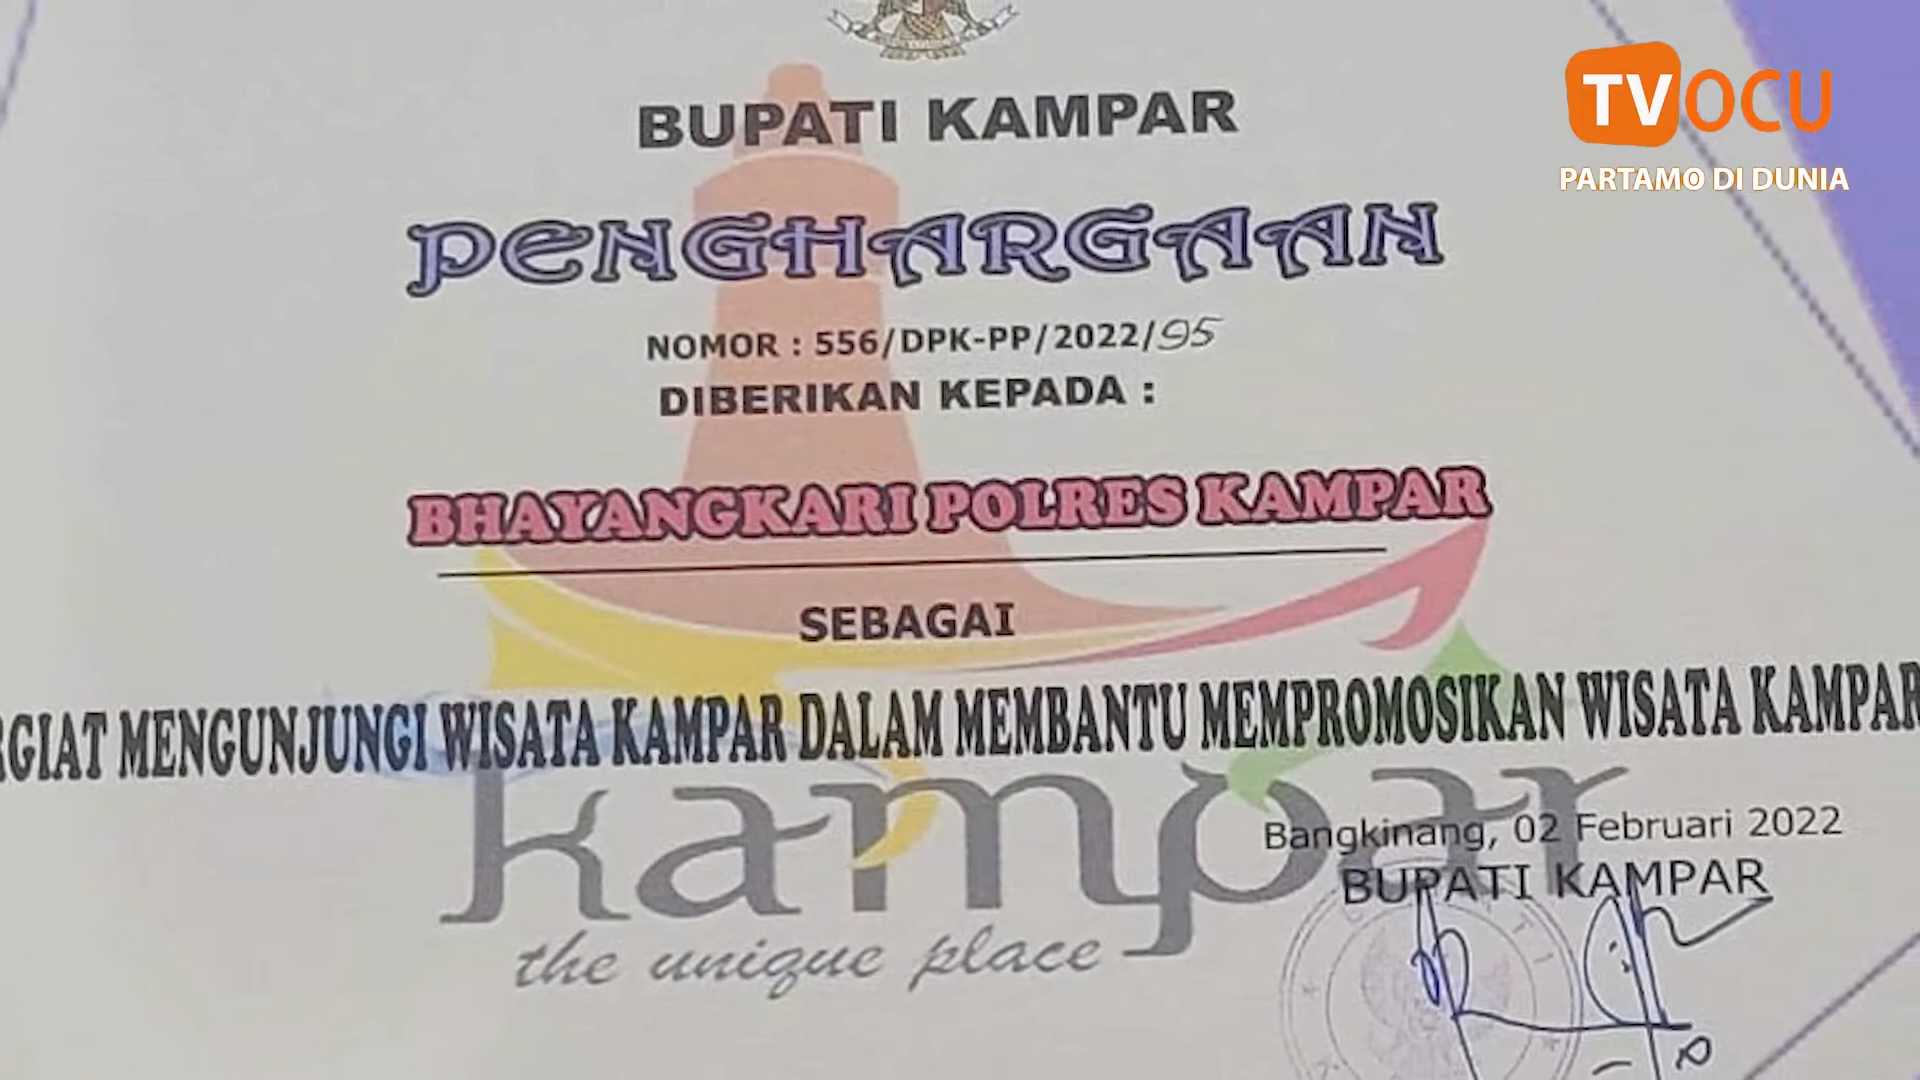 TVOCU
PARTAMO DI DUNIA
BUPATI KAMPAR
PENGHARGAAN
NOMOR : 556/DPK-PP/2022/95
DIBERIKAN KEPADA :
BHAYANGKARI POLRES KAMPAR
SEBAGAI
MENGUNJUNGI WISATA KAMPAR DALAM MEMBANTU MEMPROMOSIKAN WISATA KAMPAR
kampar
the unique place
Bangkinang, 02 Februari 2022
BUPATI KAMPAR